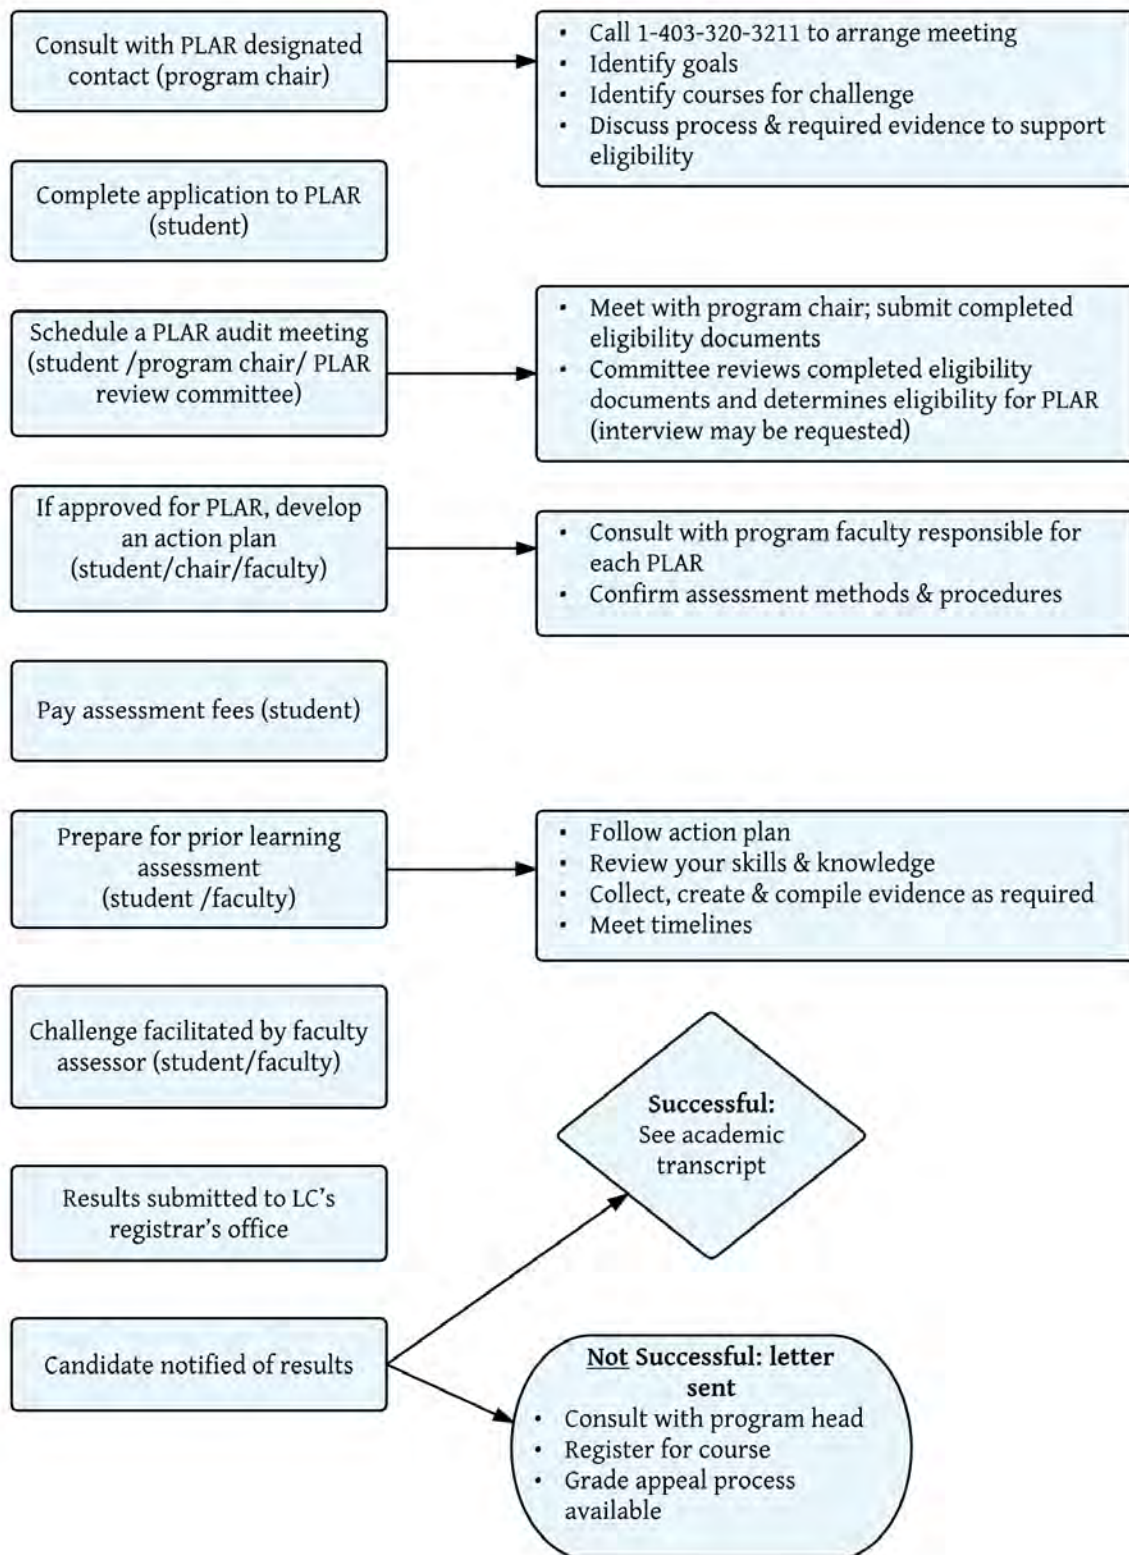 Consult with PLAR designated
contact (program chair)
• Call 1-403-320-3211 to arrange meeting
• Identify goals
• Identify courses for challenge
• Discuss process & required evidence to support
eligibility
Complete application to PLAR
(student)
Schedule a PLAR audit meeting
(student /program chair/ PLAR
review committee)
• Meet with program chair; submit completed
eligibility documents
• Committee reviews completed eligibility
documents and determines eligibility for PLAR
(interview may be requested)
If approved for PLAR, develop
an action plan
(student/chair/faculty)
• Consult with program faculty responsible for
each PLAR
• Confirm assessment methods & procedures
Pay assessment fees (student)
Prepare for prior learning
assessment
(student /faculty)
• Follow action plan
• Review your skills & knowledge
• Collect, create & compile evidence as required
• Meet timelines
Challenge facilitated by faculty
assessor (student/faculty)
Results submitted to LC's
registrar's office
Candidate notified of results
Successful:
See academic
transcript
Not Successful: letter
sent
• Consult with program head
• Register for course
• Grade appeal process
available